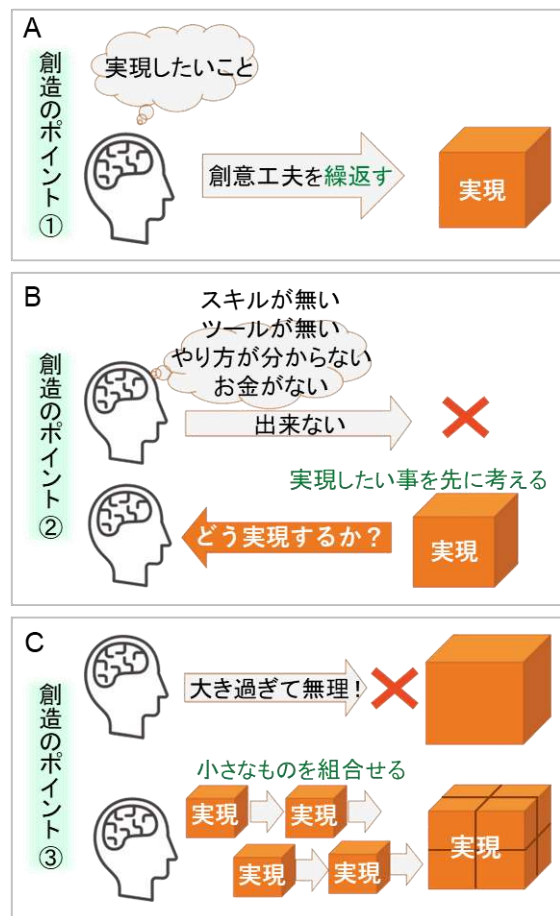 A
創造のポイント①
実現したいこと
創意工夫を繰返す
実現
B
創造のポイント②
スキルが無い
ツールが無い
やり方が分からない
お金がない
出来ない
実現したい事を先に考える
どう実現するか？
実現
C
創造のポイント③
大き過ぎて無理！
小さなものを組合せる
実現
実現
実現
実現
実現